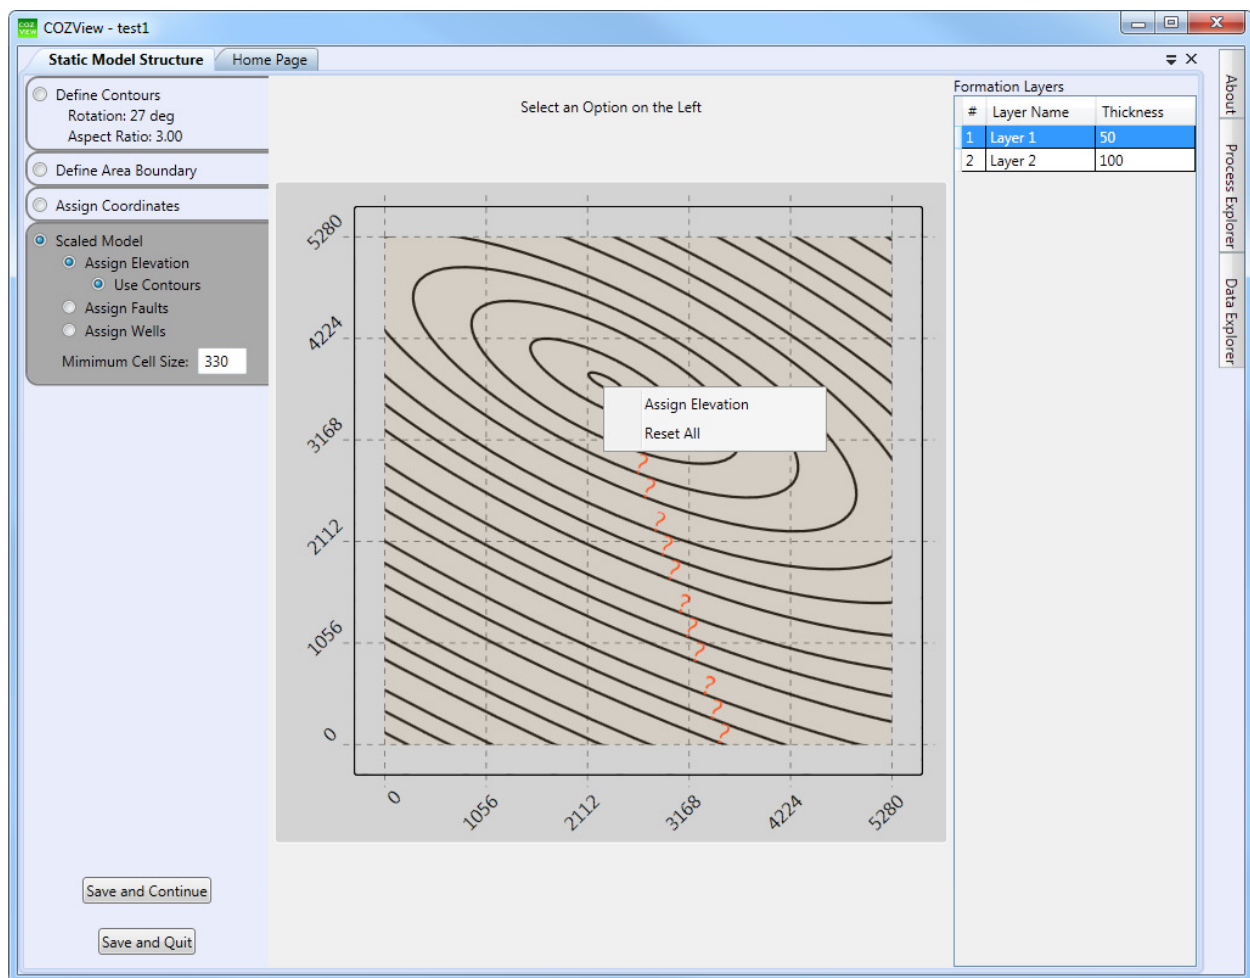 COZ VIEW
COZView - test1
Static Model Structure
Home Page
Define Contours
Rotation: 27 deg
Aspect Ratio: 3.00
Define Area Boundary
Assign Coordinates
Scaled Model
Assign Elevation
Use Contours
Assign Faults
Assign Wells
Minimum Cell Size: 330
Save and Continue
Save and Quit
Select an Option on the Left
5280
4224
3168
2112
1056
0
Assign Elevation
Reset All
? ? ? ? ? ? ? ? ? ? ?
0 1056 2112 3168 4224 5280
Formation Layers
# Layer Name Thickness
1 Layer 1 50
2 Layer 2 100
About
Process Explorer
Data Explorer